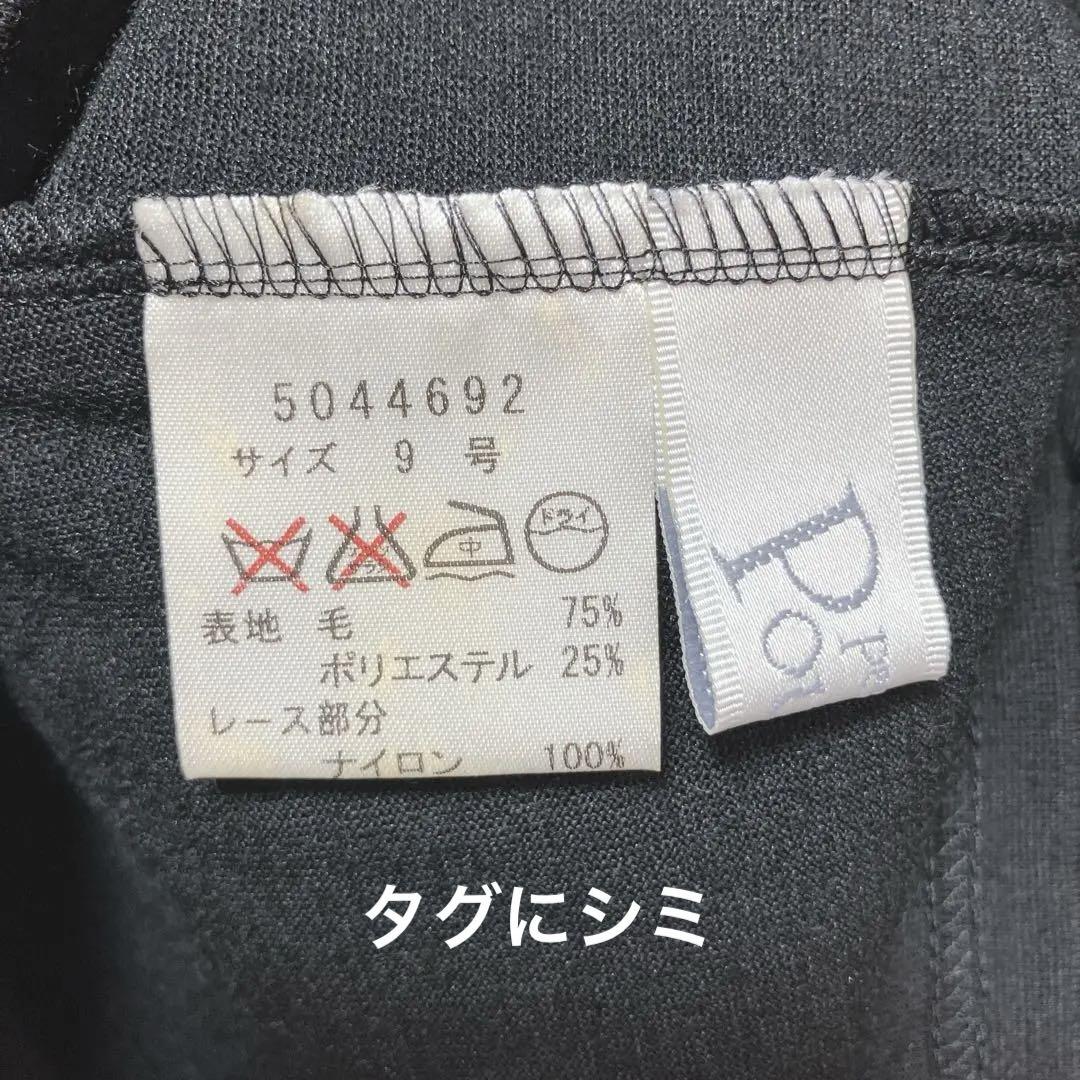 5044692
サイズ 9 号
中
ドライ
表地 毛 75%
ポリエステル 25%
レース部分
ナイロン 100%
タグにシミ